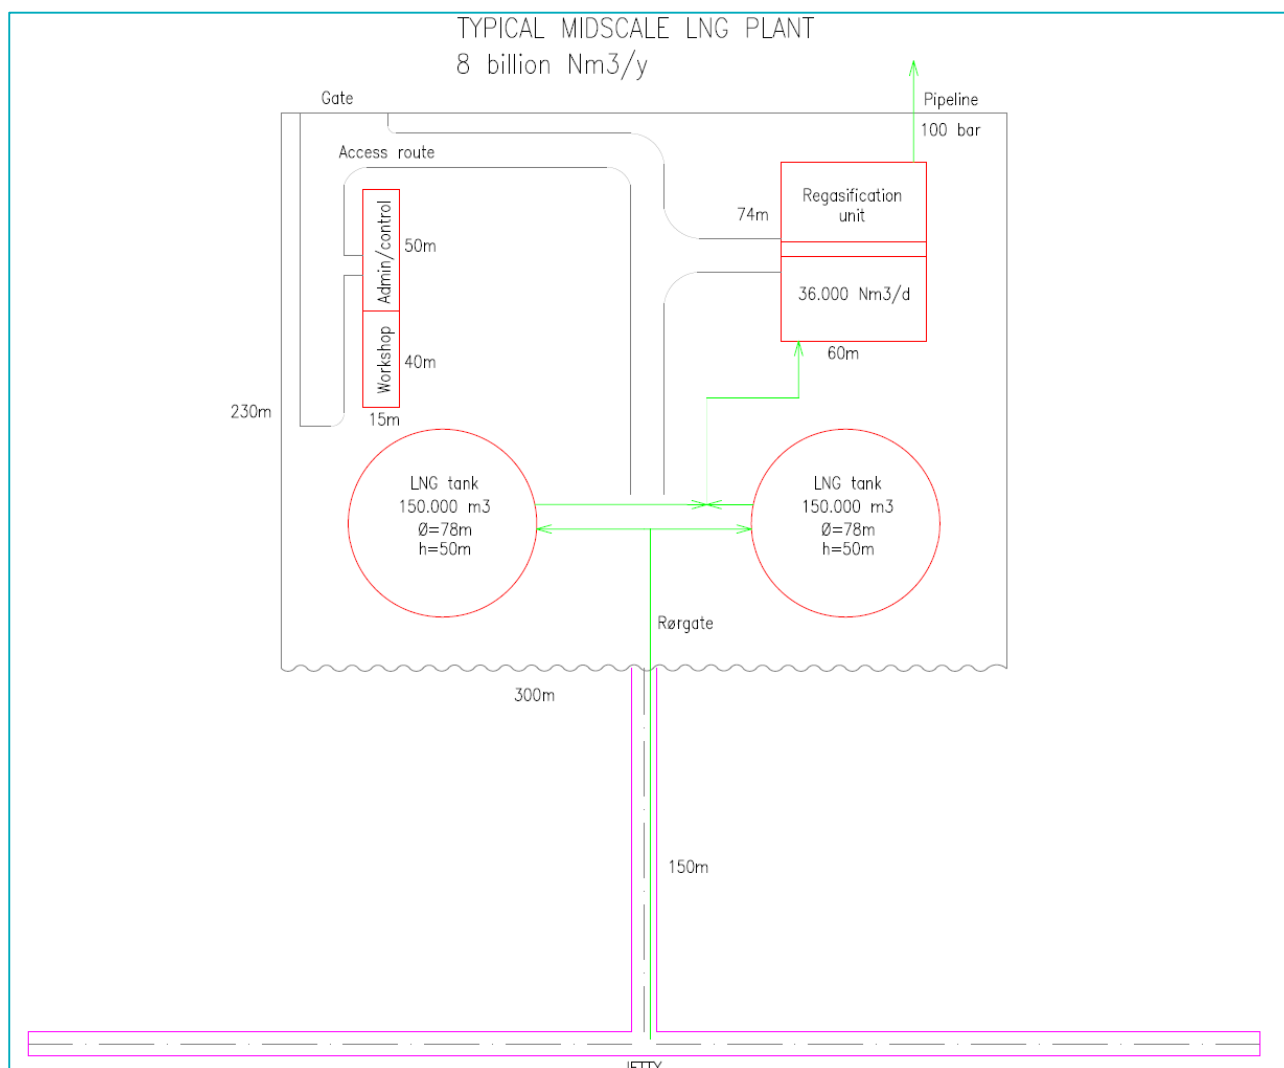 TYPICAL MIDSCALE LNG PLANT
8 billion Nm3/y
Gate
Pipeline
100 bar
Access route
Regasification
unit
74m
Admin/control
50m
36.000 Nm3/d
Workshop
40m
60m
230m
15m
LNG tank
150.000 m3
Ø=78m
h=50m
LNG tank
150.000 m3
Ø=78m
h=50m
Rørgate
300m
150m
JETTY